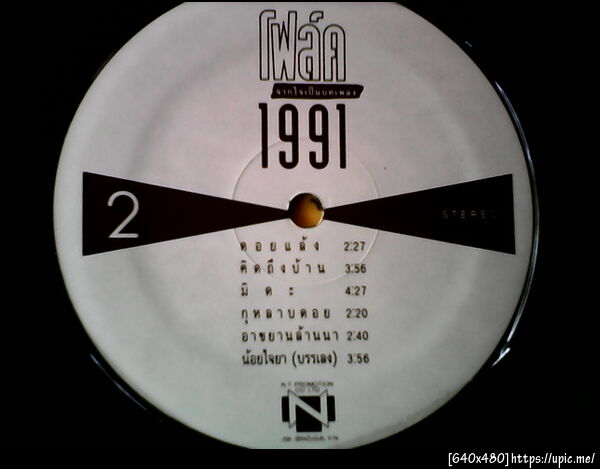 โฟล์ค
จากใจเป็นบทเพลง
1991
2
STEREO
ดอยแล้ง 2:27
คิดถึงบ้าน 3:56
มิดะ 4:27
กุหลาบดอย 2:20
อาขยานล้านนา 2:40
น้อยใจยา (บรรเลง) 3:56
N.T. PROMOTION
CO.,LTD.
N
[640x480]https://upic.me/